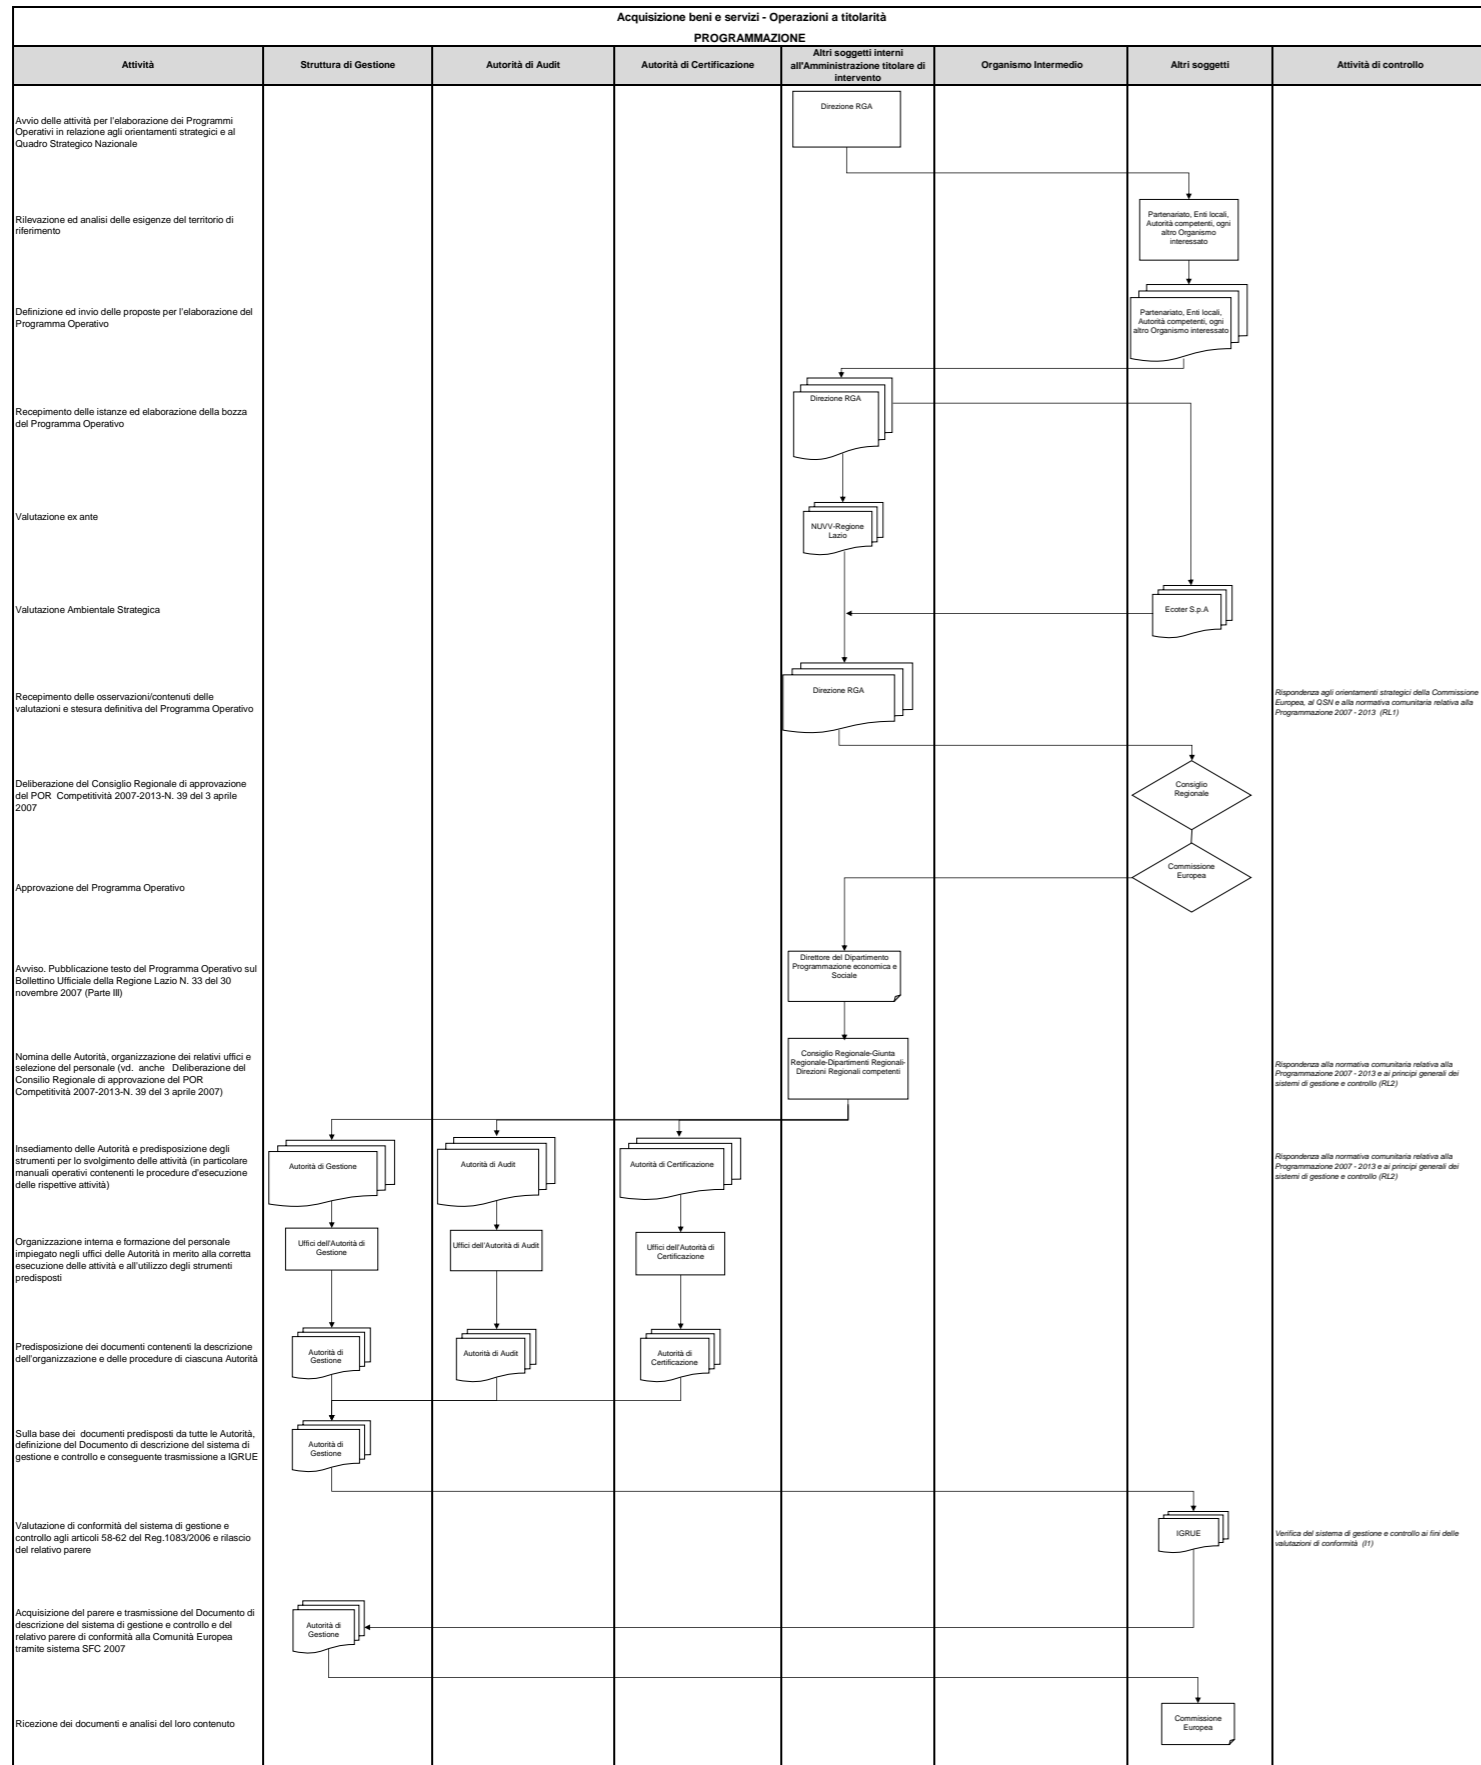 Acquisizione beni e servizi - Operazioni a titolarità
PROGRAMMAZIONE
Attività
Struttura di Gestione
Autorità di Audit
Autorità di Certificazione
Altri soggetti interni
all'Amministrazione titolare di
intervento
Organismo Intermedio
Altri soggetti
Attività di controllo
Avvio delle attività per l'elaborazione dei Programmi
Operativi in relazione agli orientamenti strategici e al
Quadro Strategico Nazionale
Direzione RGA
Rilevazione ed analisi delle esigenze del territorio di
riferimento
Partenariato, Enti locali,
Autorità competenti, ogni
altro Organismo
interessato
Definizione ed invio delle proposte per l'elaborazione del
Programma Operativo
Partenariato, Enti locali,
Autorità competenti, ogni
altro Organismo interessato
Recepimento delle istanze ed elaborazione della bozza
del Programma Operativo
Direzione RGA
Valutazione ex ante
NUVV-Regione
Lazio
Valutazione Ambientale Strategica
Ecoter S.p.A
Recepimento delle osservazioni/contenuti delle
valutazioni e stesura definitiva del Programma Operativo
Direzione RGA
Rispondenza agli orientamenti strategici della Commissione
Europea, al QSN e alla normativa comunitaria relativa alla
Programmazione 2007 - 2013 (RL1)
Deliberazione del Consiglio Regionale di approvazione
del POR Competitività 2007-2013-N. 39 del 3 aprile
2007
Consiglio
Regionale
Approvazione del Programma Operativo
Commissione
Europea
Avviso. Pubblicazione testo del Programma Operativo sul
Bollettino Ufficiale della Regione Lazio N. 33 del 30
novembre 2007 (Parte III)
Direttore del Dipartimento
Programmazione economica e
Sociale
Nomina delle Autorità, organizzazione dei relativi uffici e
selezione del personale (vd. anche Deliberazione del
Consilio Regionale di approvazione del POR
Competitività 2007-2013-N. 39 del 3 aprile 2007)
Consiglio Regionale-Giunta
Regionale-Dipartimenti Regionali-
Direzioni Regionali competenti
Rispondenza alla normativa comunitaria relativa alla
Programmazione 2007 - 2013 e ai principi generali dei
sistemi di gestione e controllo (RL2)
Insediamento delle Autorità e predisposizione degli
strumenti per lo svolgimento delle attività (in particolare
manuali operativi contenenti le procedure d'esecuzione
delle rispettive attività)
Autorità di Gestione
Autorità di Audit
Autorità di Certificazione
Rispondenza alla normativa comunitaria relativa alla
Programmazione 2007 - 2013 e ai principi generali dei
sistemi di gestione e controllo (RL2)
Organizzazione interna e formazione del personale
impiegato negli uffici delle Autorità in merito alla corretta
esecuzione delle attività e all'utilizzo degli strumenti
predisposti
Uffici dell'Autorità di
Gestione
Uffici dell'Autorità di Audit
Uffici dell'Autorità di
Certificazione
Predisposizione dei documenti contenenti la descrizione
dell'organizzazione e delle procedure di ciascuna Autorità
Autorità di
Gestione
Autorità di Audit
Autorità di
Certificazione
Sulla base dei documenti predisposti da tutte le Autorità,
definizione del Documento di descrizione del sistema di
gestione e controllo e conseguente trasmissione a IGRUE
Autorità di
Gestione
Valutazione di conformità del sistema di gestione e
controllo agli articoli 58-62 del Reg.1083/2006 e rilascio
del relativo parere
IGRUE
Verifica del sistema di gestione e controllo ai fini delle
valutazioni di conformità (I1)
Acquisizione del parere e trasmissione del Documento di
descrizione del sistema di gestione e controllo e del
relativo parere di conformità alla Comunità Europea
tramite sistema SFC 2007
Autorità di
Gestione
Ricezione dei documenti e analisi del loro contenuto
Commissione
Europea